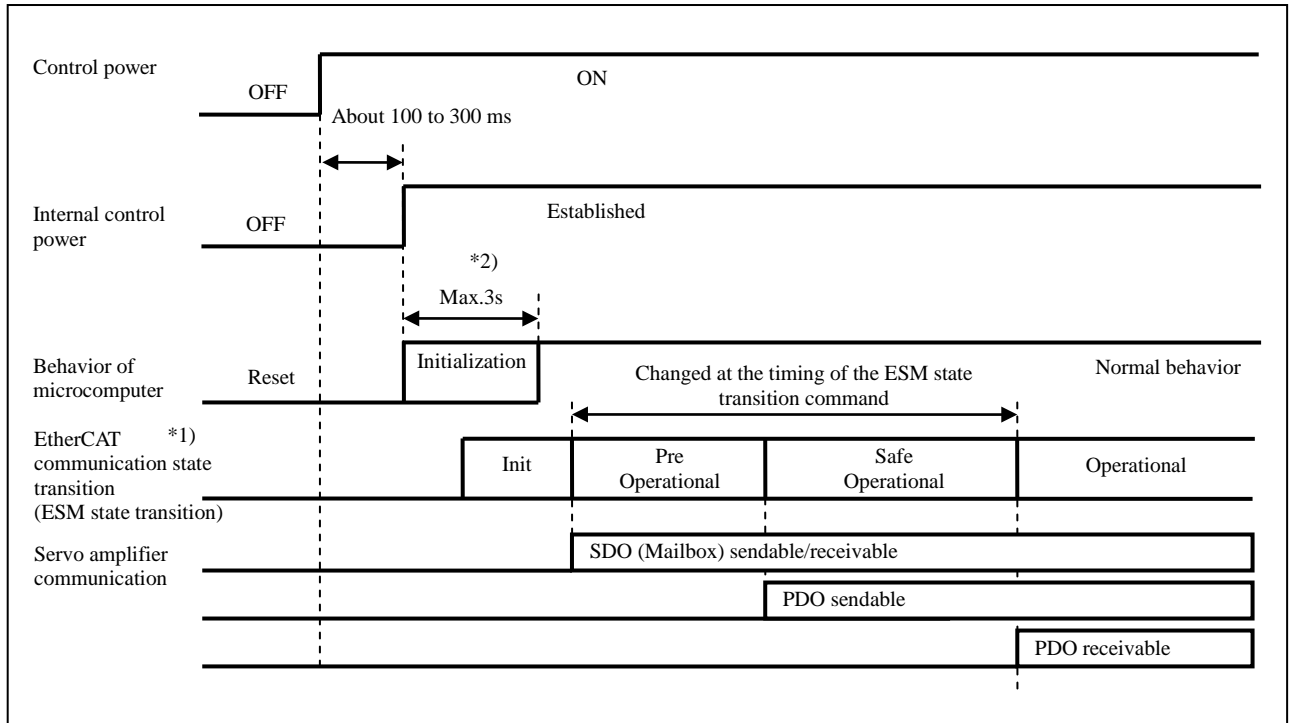 Control power
OFF
ON
About 100 to 300 ms
Internal control
power
OFF
Established
*2)
Max.3s
Behavior of
microcomputer
Reset
Initialization
Changed at the timing of the ESM state
transition command
Normal behavior
EtherCAT *1)
communication state
transition
(ESM state transition)
Init
Pre
Operational
Safe
Operational
Operational
Servo amplifier
communication
SDO (Mailbox) sendable/receivable
PDO sendable
PDO receivable